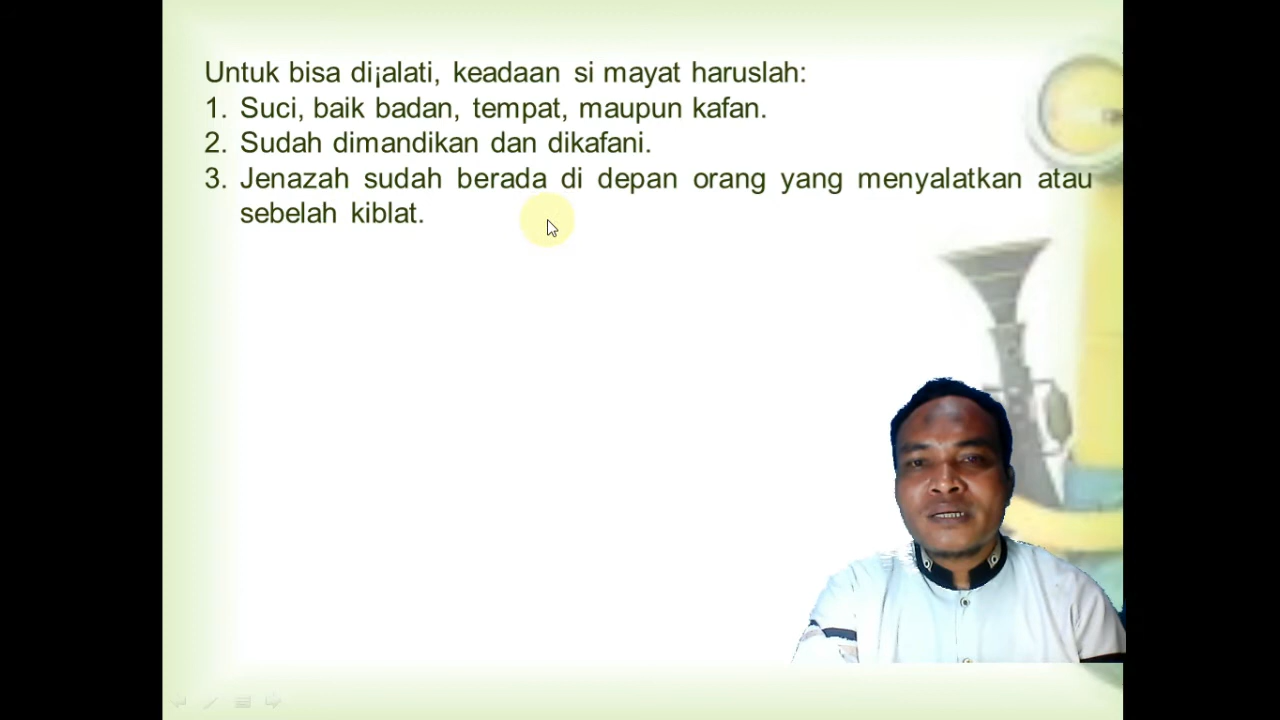 Untuk bisa di¡alati, keadaan si mayat haruslah:
1. Suci, baik badan, tempat, maupun kafan.
2. Sudah dimandikan dan dikafani.
3. Jenazah sudah berada di depan orang yang menyalatkan atau
sebelah kiblat.